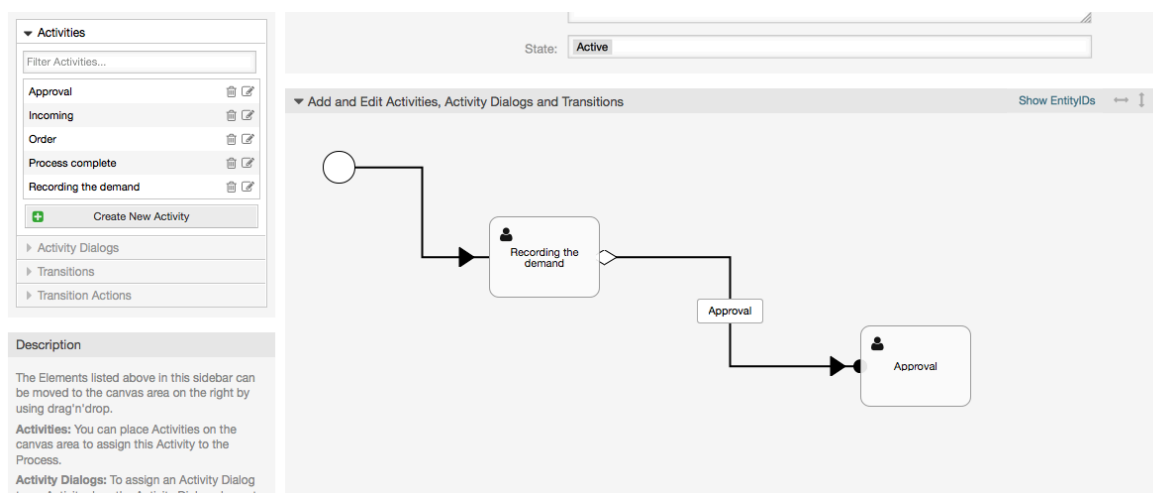 Activities
Filter Activities...
Approval
Incoming
Order
Process complete
Recording the demand
Create New Activity
Activity Dialogs
Transitions
Transition Actions
Description
The Elements listed above in this sidebar can
be moved to the canvas area on the right by
using drag'n'drop.
Activities: You can place Activities on the
canvas area to assign this Activity to the
Process.
Activity Dialogs: To assign an Activity Dialog
State:
Active
Add and Edit Activities, Activity Dialogs and Transitions
Show EntityIDs
Recording the
demand
Approval
Approval